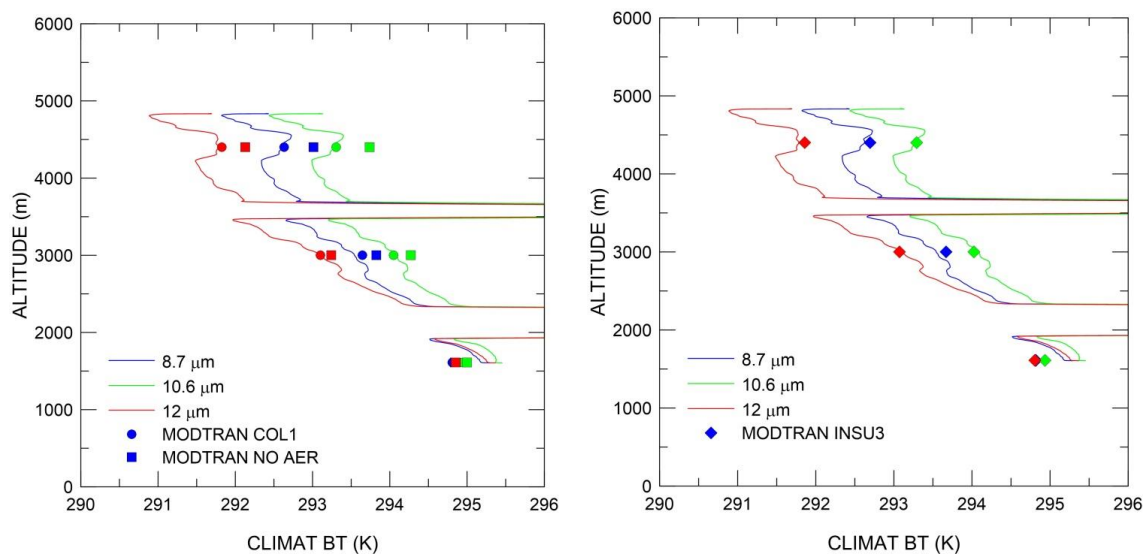 6000
5000
4000
3000
2000
1000
0
ALTITUDE (m)
8.7 μm
10.6 μm
12 μm
MODTRAN COL1
MODTRAN NO AER
290 291 292 293 294 295 296
CLIMAT BT (K)
6000
5000
4000
3000
2000
1000
0
ALTITUDE (m)
8.7 μm
10.6 μm
12 μm
MODTRAN INSU3
290 291 292 293 294 295 296
CLIMAT BT (K)